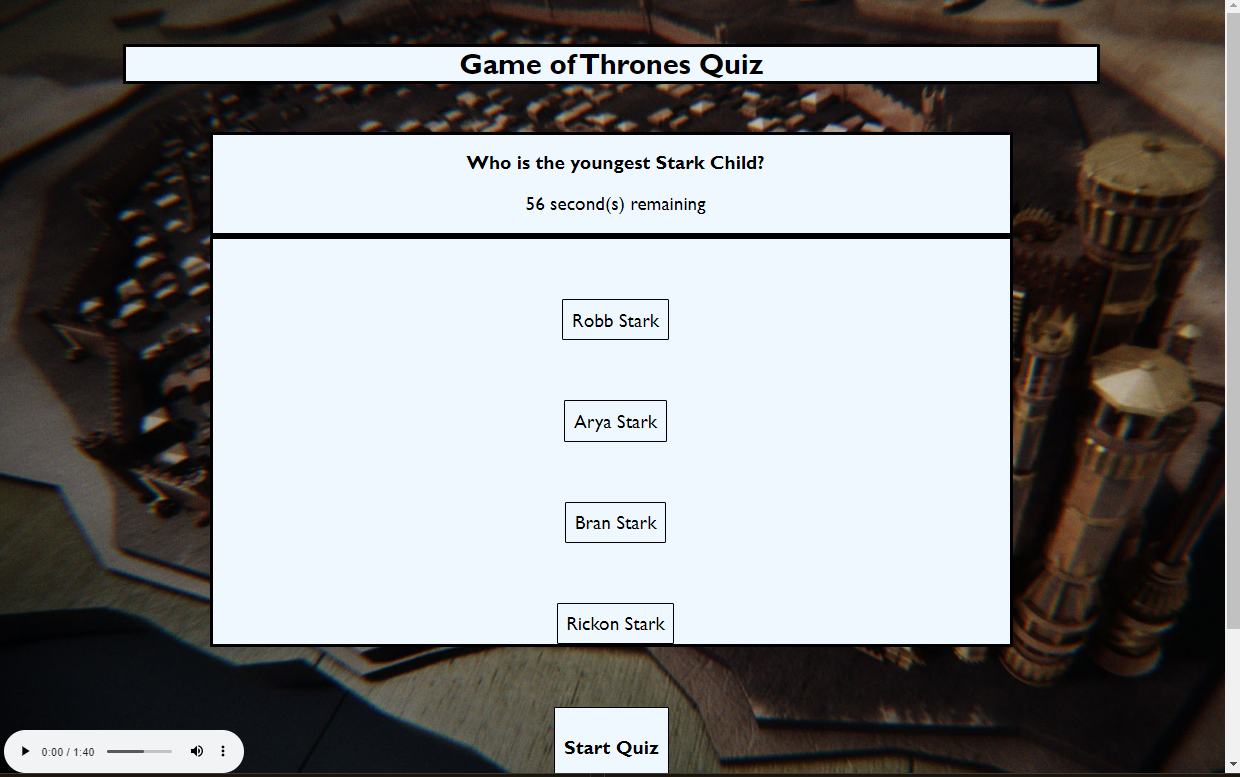 Game of Thrones Quiz
Who is the youngest Stark Child?
56 second(s) remaining
Robb Stark
Arya Stark
Bran Stark
Rickon Stark
Start Quiz
0:00 / 1:40